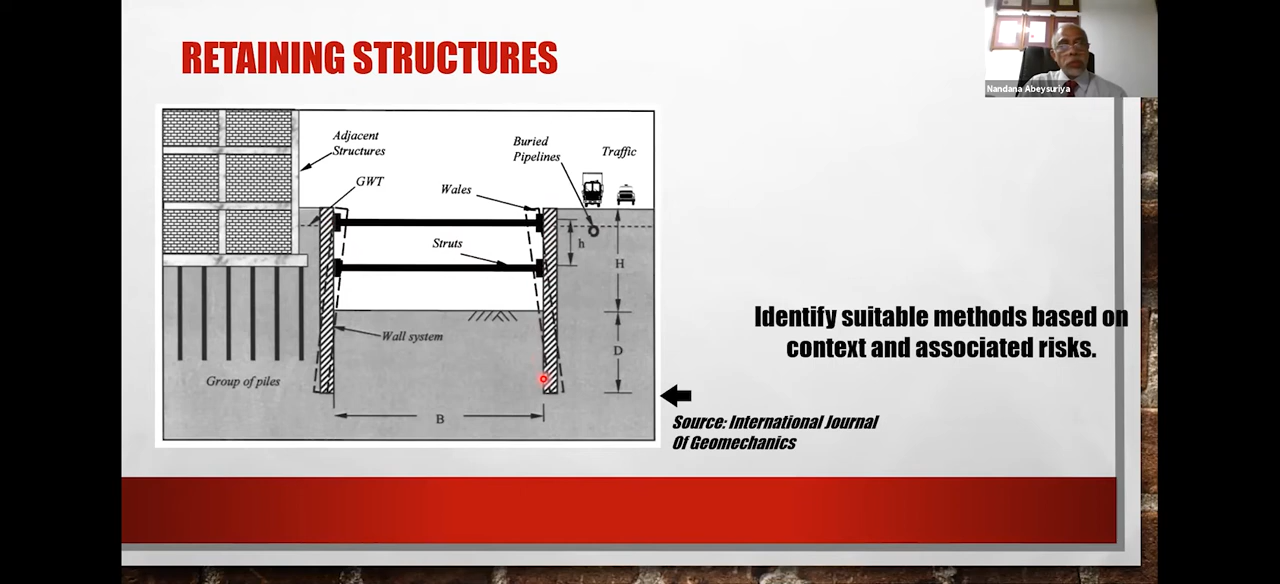 RETAINING STRUCTURES
Nandana Abeysuriya
Adjacent
Structures
GWT
Wales
Buried
Pipelines
Traffic
Struts
h
H
Wall system
D
Group of piles
B
Identify suitable methods based on
context and associated risks.
Source: International Journal
Of Geomechanics